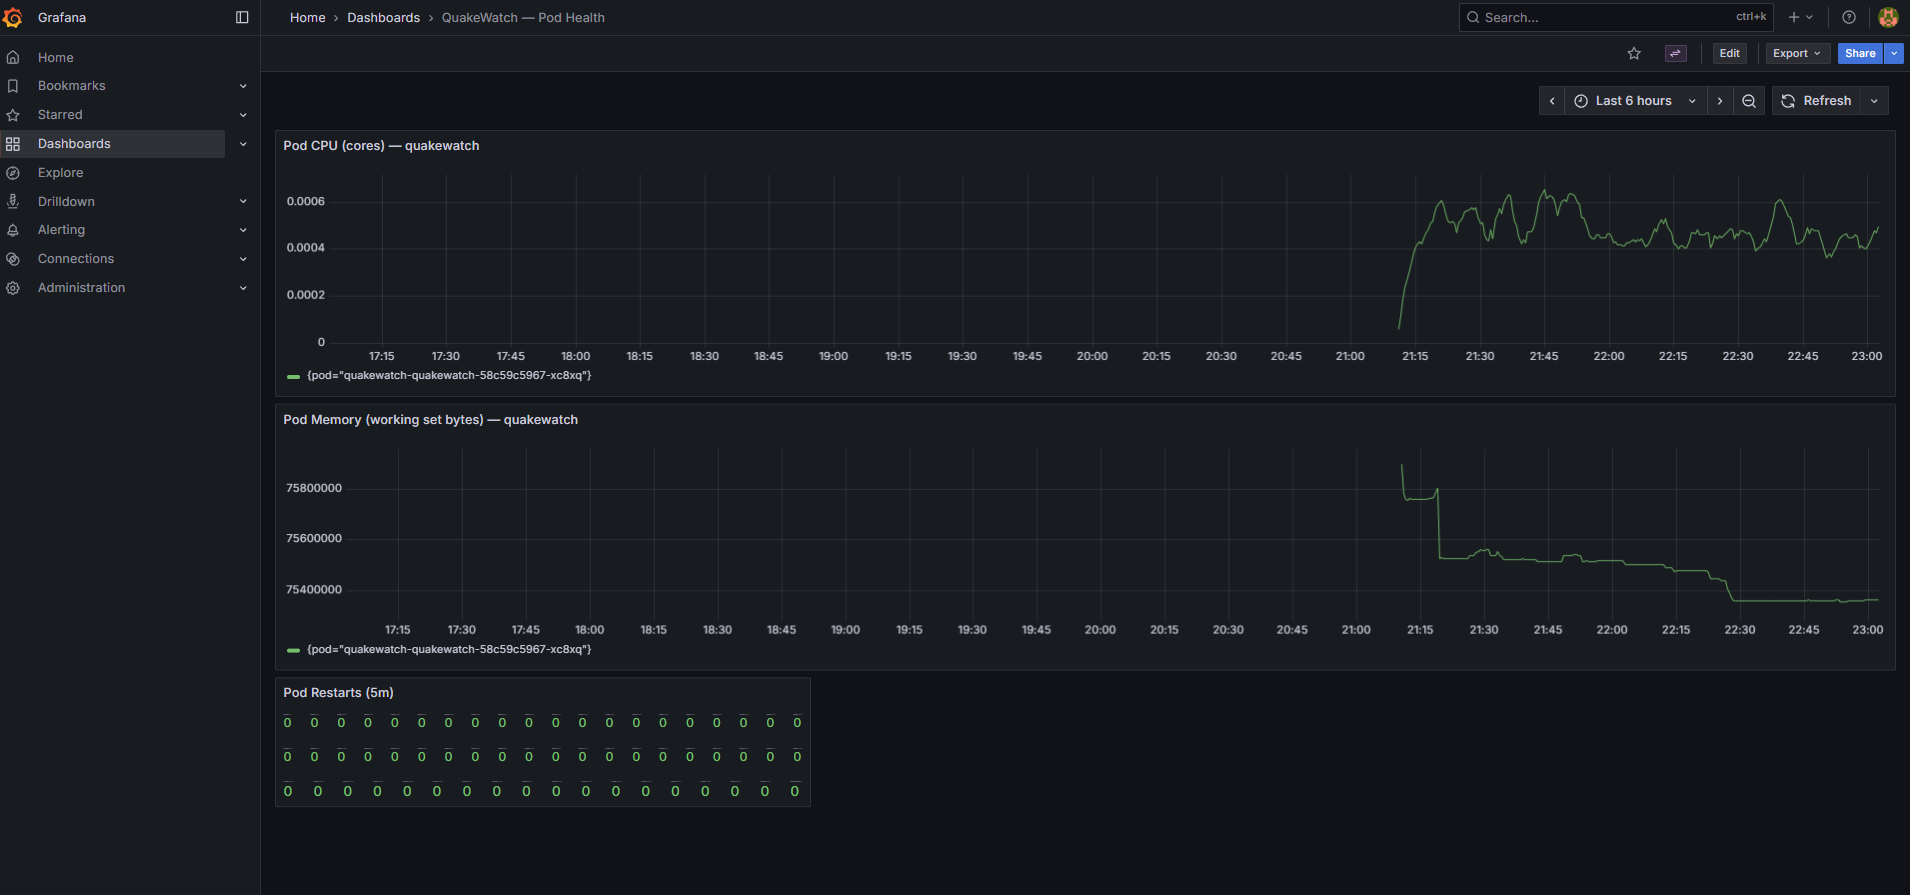 Grafana
Home › Dashboards › QuakeWatch — Pod Health
Search...
ctrl+k
Home
Bookmarks
Starred
Dashboards
Explore
Drilldown
Alerting
Connections
Administration
Edit
Export
Share
Last 6 hours
Refresh
Pod CPU (cores) — quakewatch
0.0006
0.0004
0.0002
0
17:15 17:30 17:45 18:00 18:15 18:30 18:45 19:00 19:15 19:30 19:45 20:00 20:15 20:30 20:45 21:00 21:15 21:30 21:45 22:00 22:15 22:30 22:45 23:00
{pod="quakewatch-quakewatch-58c59c5967-xc8xq"}
Pod Memory (working set bytes) — quakewatch
75800000
75600000
75400000
17:15 17:30 17:45 18:00 18:15 18:30 18:45 19:00 19:15 19:30 19:45 20:00 20:15 20:30 20:45 21:00 21:15 21:30 21:45 22:00 22:15 22:30 22:45 23:00
{pod="quakewatch-quakewatch-58c59c5967-xc8xq"}
Pod Restarts (5m)
0 0 0 0 0 0 0 0 0 0 0 0 0 0 0 0 0 0 0 0
0 0 0 0 0 0 0 0 0 0 0 0 0 0 0 0 0 0 0 0
0 0 0 0 0 0 0 0 0 0 0 0 0 0 0 0 0 0